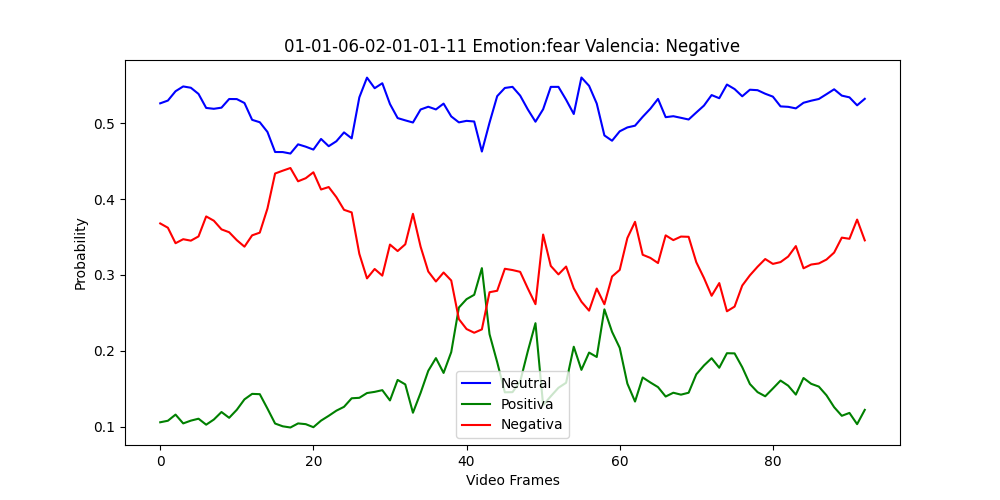 01-01-06-02-01-01-11 Emotion:fear Valencia: Negative
Probability
0.5
0.4
0.3
0.2
0.1
Neutral
Positiva
Negativa
0 20 40 60 80
Video Frames